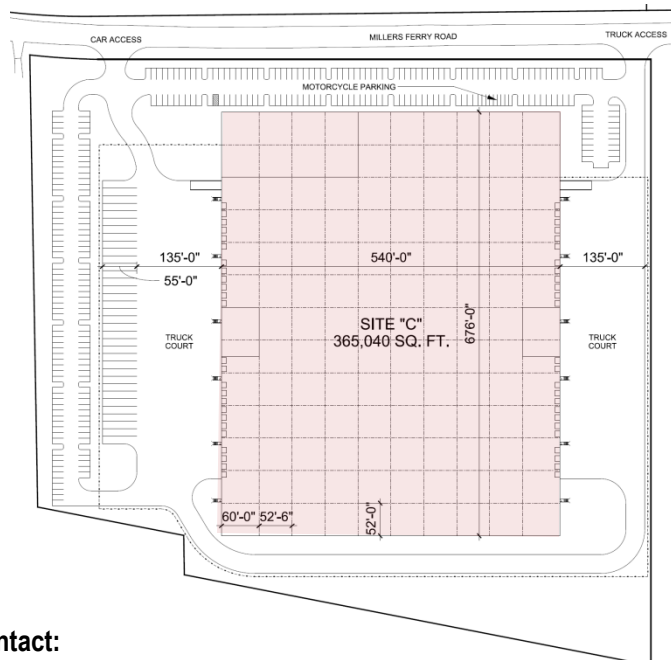 CAR ACCESS
MILLERS FERRY ROAD
TRUCK ACCESS
MOTORCYCLE PARKING
135'-0"
540'-0"
135'-0"
55'-0"
676'-0"
SITE "C"
365,040 SQ. FT.
TRUCK
COURT
TRUCK
COURT
60'-0"
52'-6"
52'-0"
ntact: